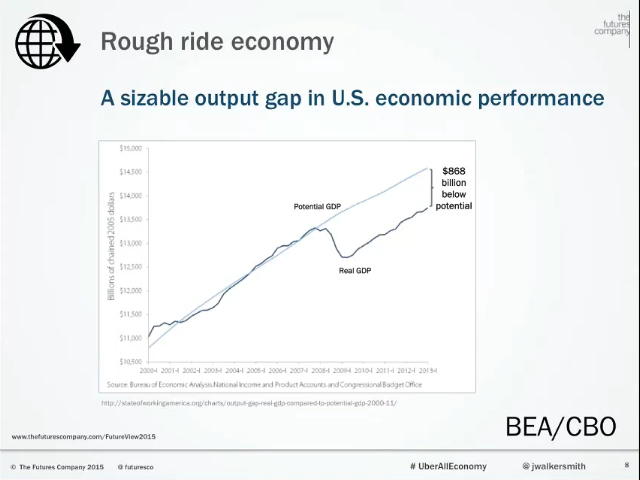 Rough ride economy
the
futures
company
A sizable output gap in U.S. economic performance
$15,000
$14,500
$14,000
$13,500
$13,000
$12,500
$12,000
$11,500
$11,000
$10,500
Billions of chained 2005 dollars
Potential GDP
Real GDP
$868
billion
below
potential
2000-I 2001-I 2002-I 2003-I 2004-I 2005-I 2006-I 2007-I 2008-I 2009-I 2010-I 2011-I 2012-I 2013-I
Source: Bureau of Economic Analysis, National Income and Product Accounts and Congressional Budget Office
http://stateofworkingamerica.org/charts/output-gap-real-gdp-compared-to-potential-gdp-2000-11/
BEA/CBO
www.thefuturescompany.com/FutureView2015
© The Futures Company 2015 @futuresco # UberAllEconomy @jwalkersmith 8